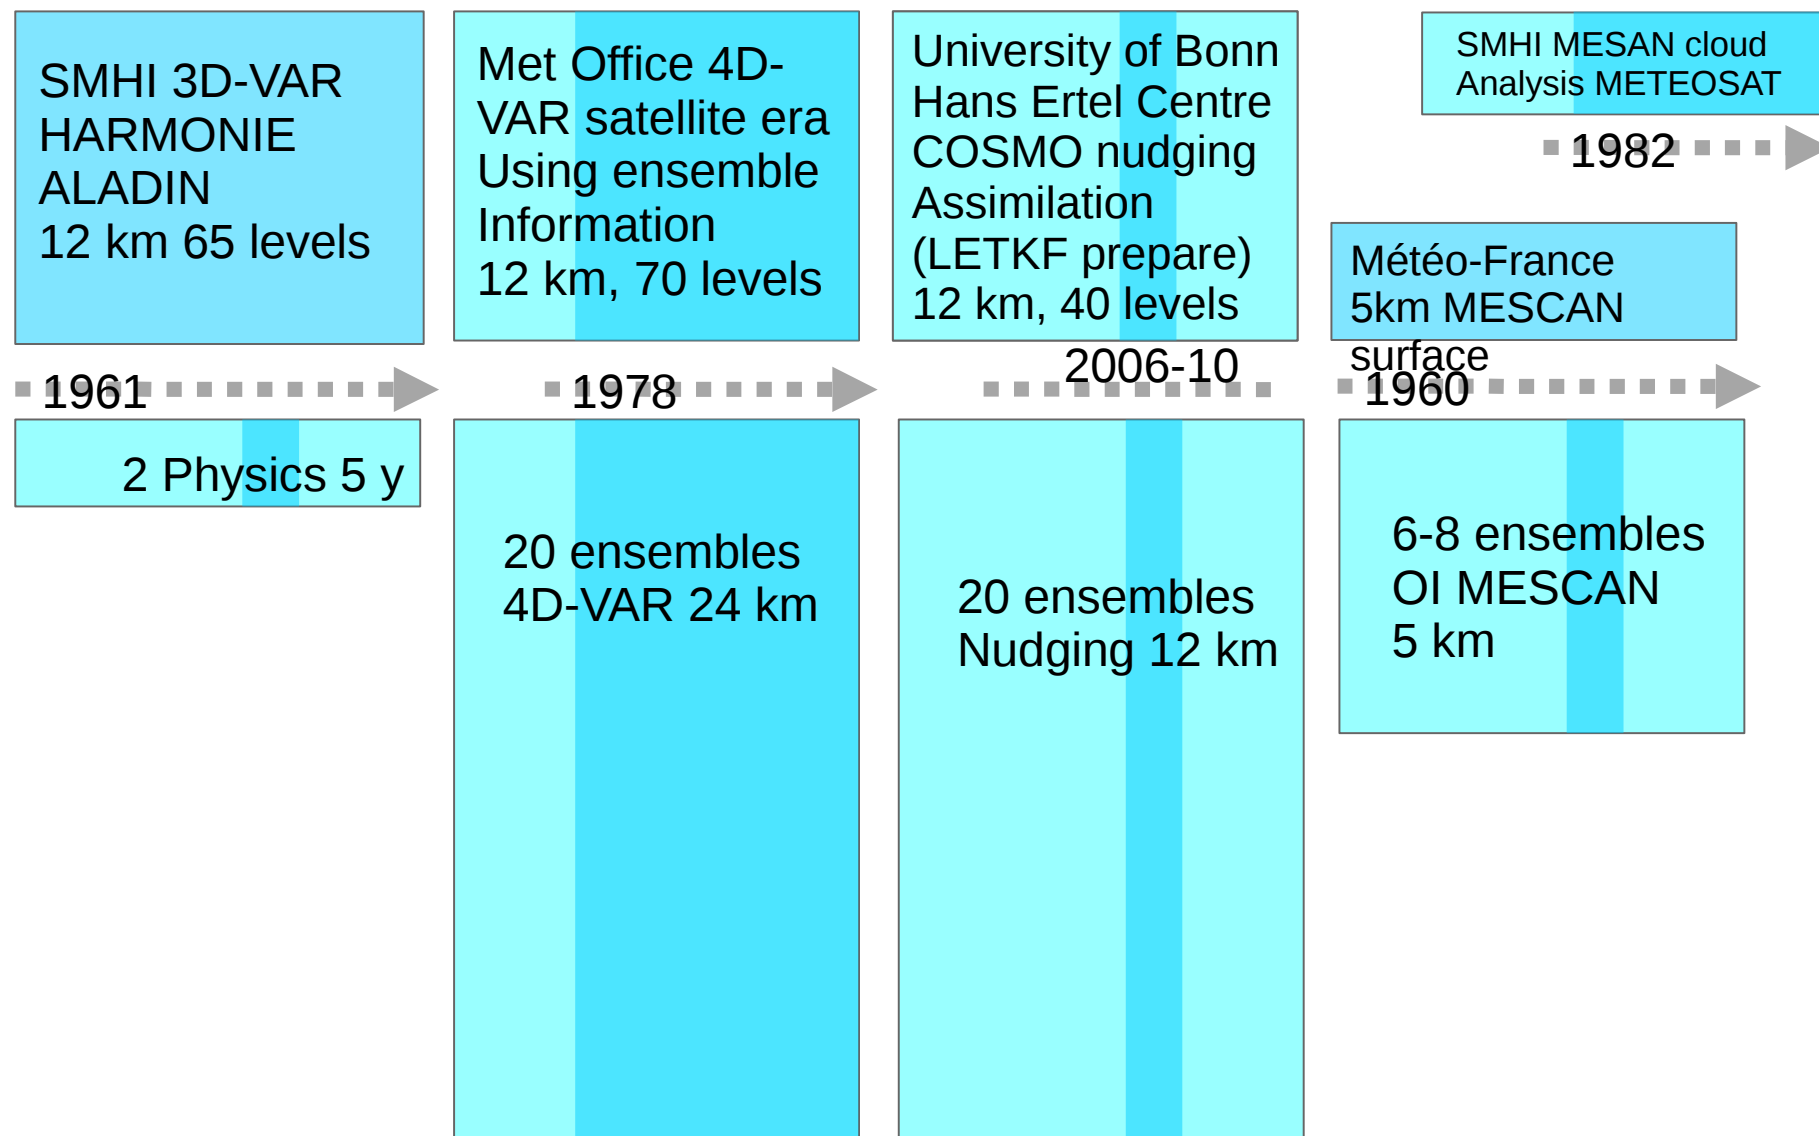 SMHI 3D-VAR
HARMONIE
ALADIN
12 km 65 levels
1961
2 Physics 5 y
Met Office 4D-
VAR satellite era
Using ensemble
Information
12 km, 70 levels
1978
20 ensembles
4D-VAR 24 km
University of Bonn
Hans Ertel Centre
COSMO nudging
Assimilation
(LETKF prepare)
12 km, 40 levels
2006-10
20 ensembles
Nudging 12 km
SMHI MESAN cloud
Analysis METEOSAT
1982
Météo-France
5km MESCAN
surface
1960
6-8 ensembles
OI MESCAN
5 km